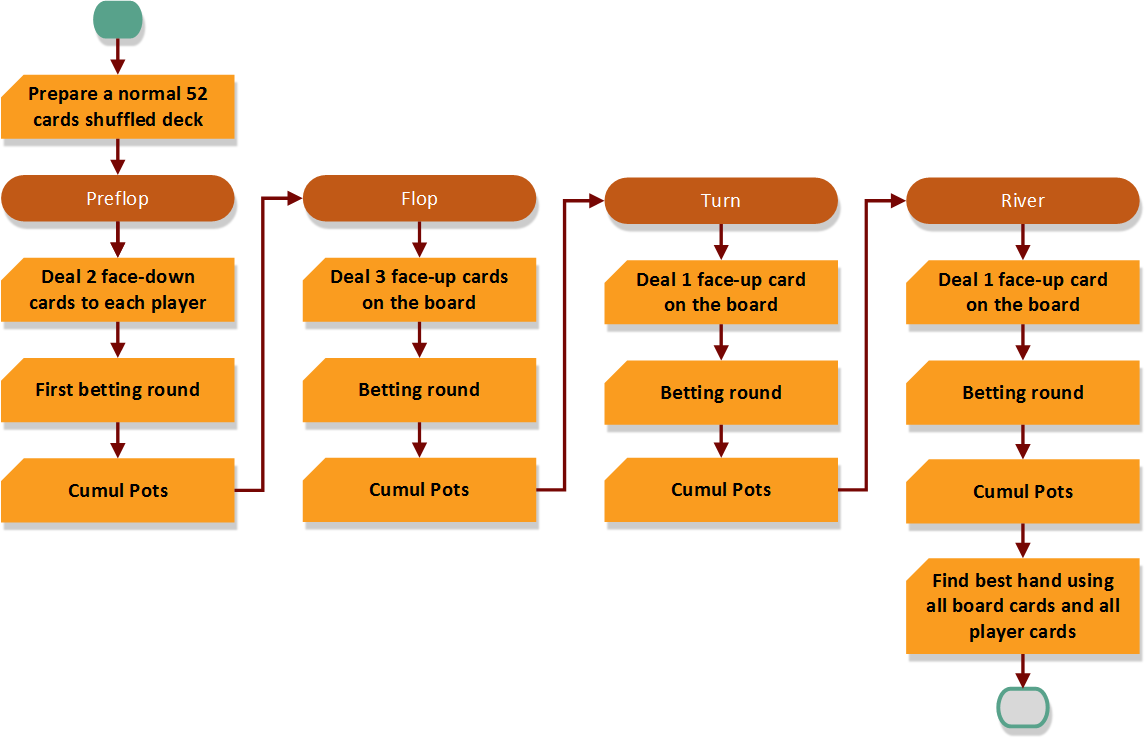 Prepare a normal 52
cards shuffled deck
Preflop
Deal 2 face-down
cards to each player
First betting round
Cumul Pots
Flop
Deal 3 face-up cards
on the board
Betting round
Cumul Pots
Turn
Deal 1 face-up card
on the board
Betting round
Cumul Pots
River
Deal 1 face-up card
on the board
Betting round
Cumul Pots
Find best hand using
all board cards and all
player cards